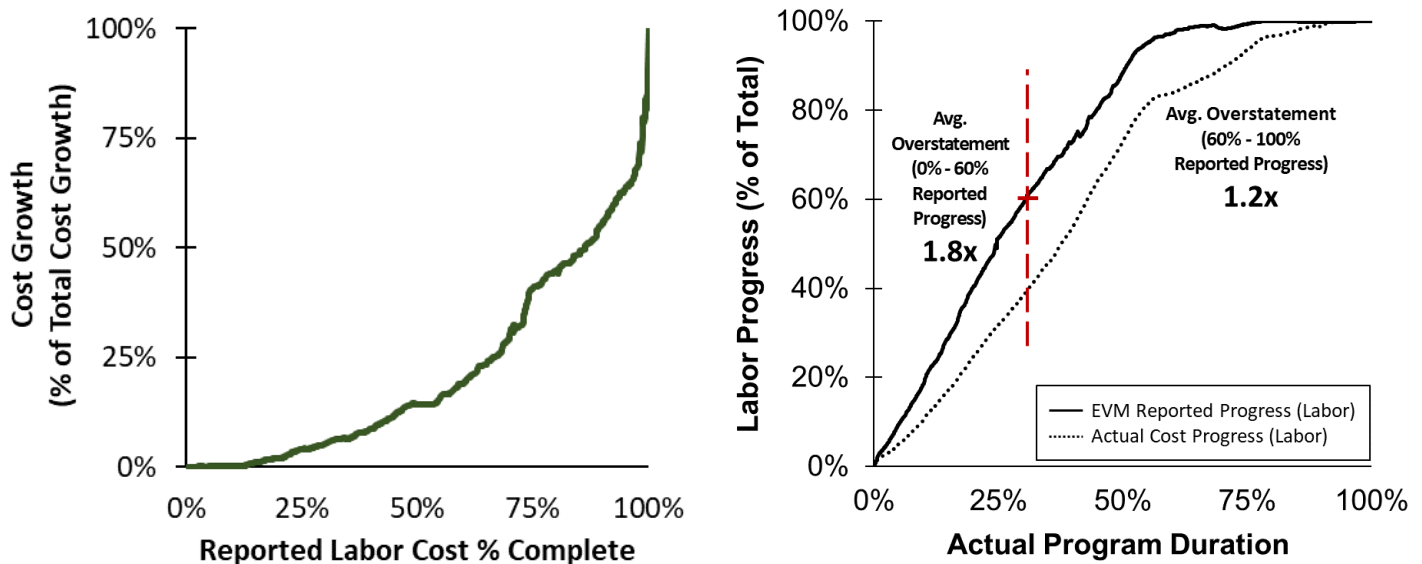 100%
75%
50%
25%
0%
Cost Growth
(% of Total Cost Growth)
0% 25% 50% 75% 100%
Reported Labor Cost % Complete
100%
80%
60%
40%
20%
0%
Labor Progress (% of Total)
Avg.
Overstatement
(0% - 60%
Reported
Progress)
1.8x
Avg. Overstatement
(60% - 100%
Reported Progress)
1.2x
EVM Reported Progress (Labor)
Actual Cost Progress (Labor)
0% 25% 50% 75% 100%
Actual Program Duration